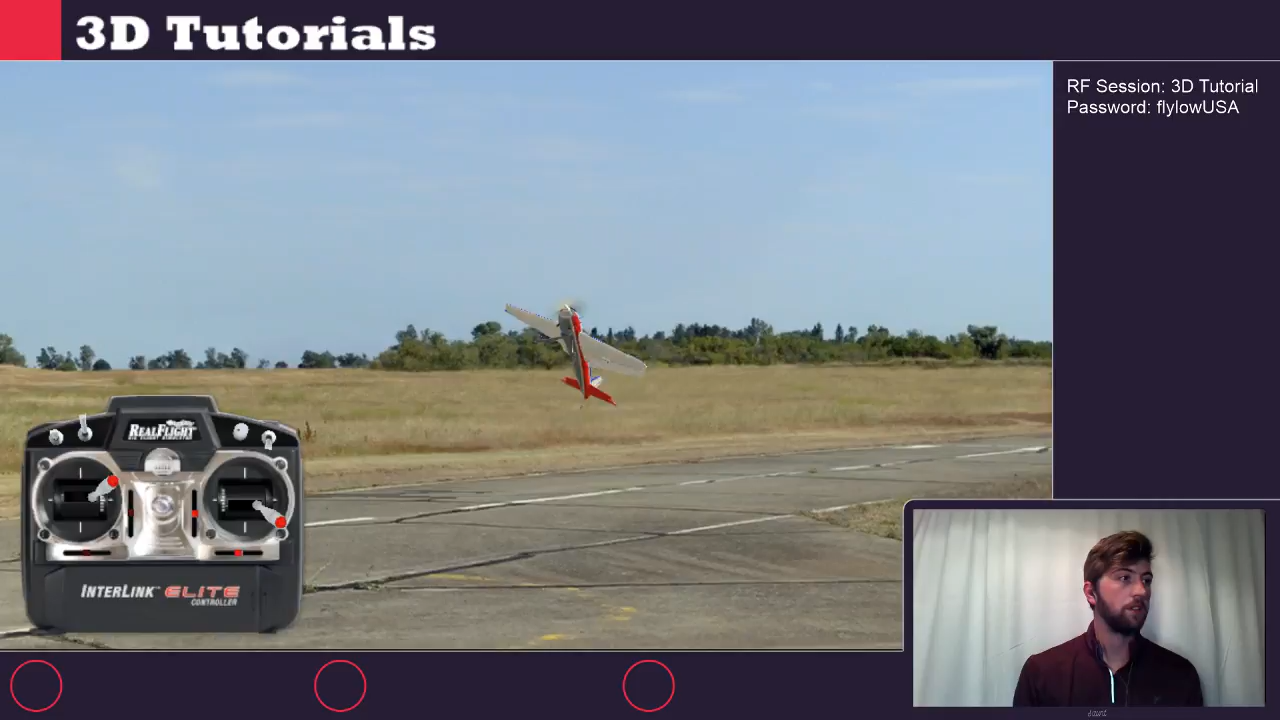 3D Tutorials
RF Session: 3D Tutorial
Password: flylowUSA
REALFLIGHT
INTERLINK ELITE
CONTROLLER